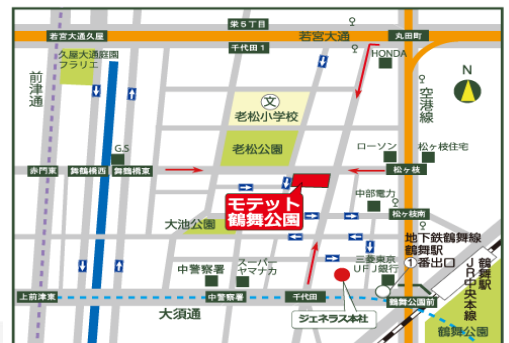 栄5丁目
若宮大通久屋
若宮大通
丸田町
千代田1
久屋大通庭園
フラリエ
HONDA
N
前津通
空港線
文
老松小学校
G.S
老松公園
ローソン
松ヶ枝住宅
赤門東
舞鶴橋西
舞鶴橋東
松ヶ枝
モテット
鶴舞公園
中部電力
大池公園
松ヶ枝南
地下鉄鶴舞線
鶴舞駅
①番出口
中警察署
スーパー
ヤマナカ
三菱東京
UFJ銀行
鶴舞駅
JR中央本線
上前津東
中警察署
千代田
鶴舞公園前
大須通
ジェネラス本社
鶴舞公園